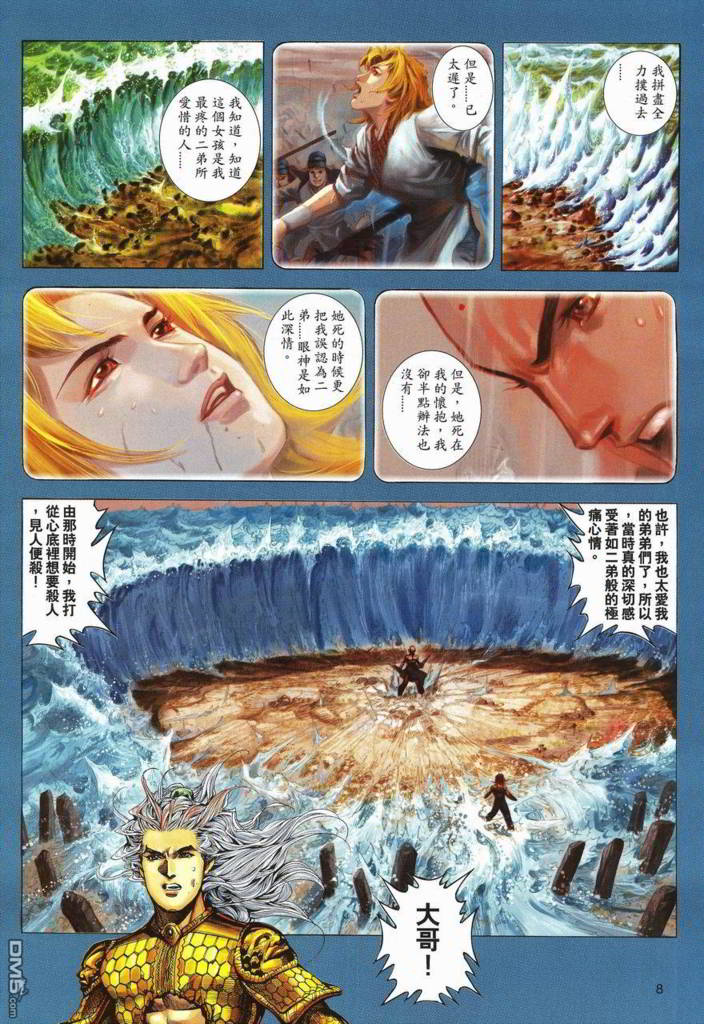 我拼盡全
力撲過去
……
但是……已
太遲了。
我知道，知道
這個女孩是我
最疼的二弟所
愛惜的人……
但是，她死在
我的懷抱，我
卻半點辦法也
沒有……
她死的時候更
把我誤認為二
弟……眼神是如
此深情。
也許，我也太愛我
的弟弟們了，所以
，當時真的深切感
受著如二弟般的極
痛心情。
由那時開始，我打
從心底裡想要殺人
，見人便殺！
大哥！
8
DM5.com